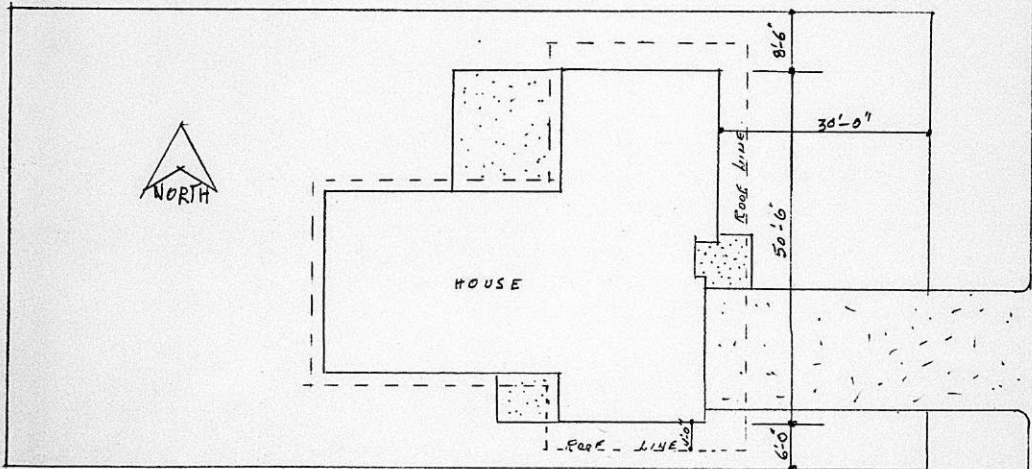 8'-6"
30'-0"
NORTH
ROOF LINE
50'-6"
HOUSE
ROOF LINE
6'-0"